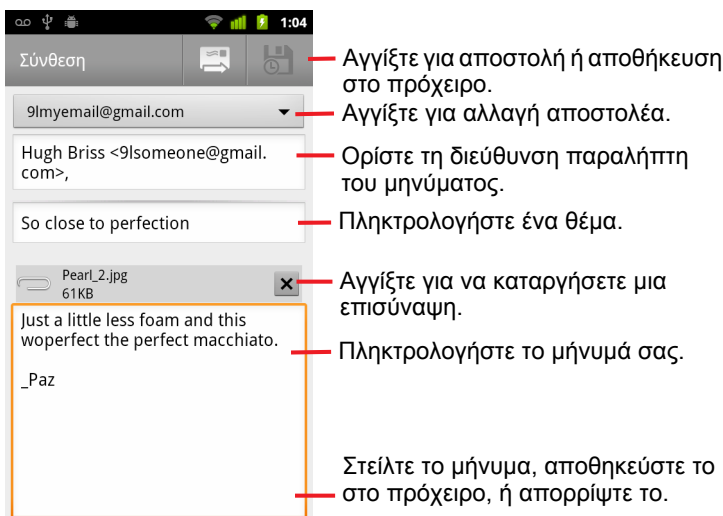 1:04
Σύνθεση
Αγγίξτε για αποστολή ή αποθήκευση
στο πρόχειρο.
9lmyemail@gmail.com
Αγγίξτε για αλλαγή αποστολέα.
Hugh Briss <9lsomeone@gmail.
com>,
Ορίστε τη διεύθυνση παραλήπτη
του μηνύματος.
So close to perfection
Πληκτρολογήστε ένα θέμα.
Pearl_2.jpg
61KB
Αγγίξτε για να καταργήσετε μια
επισύναψη.
Just a little less foam and this
woperfect the perfect macchiato.
_Paz
Πληκτρολογήστε το μήνυμά σας.
Στείλτε το μήνυμα, αποθηκεύστε το
στο πρόχειρο, ή απορρίψτε το.